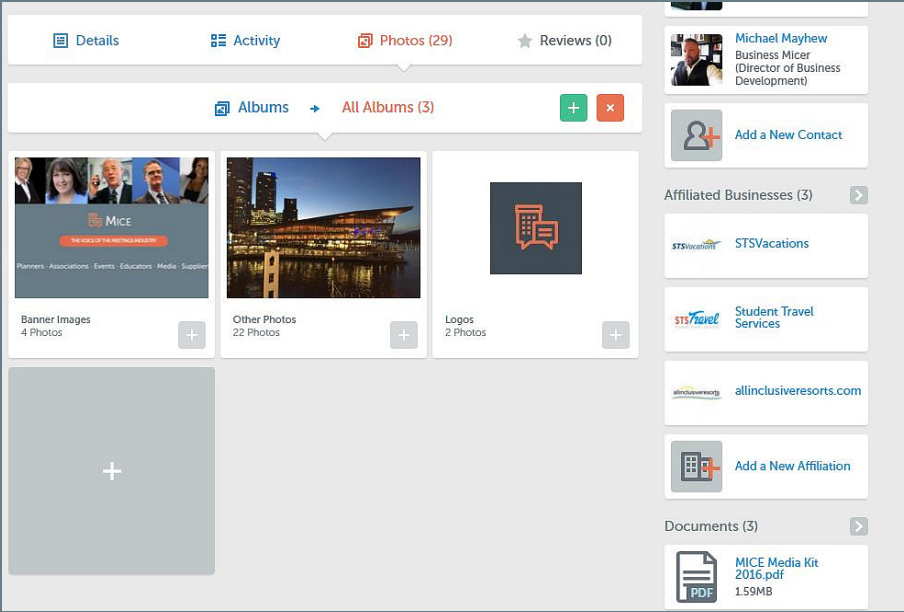 Details
Activity
Photos (29)
Reviews (0)
Albums
All Albums (3)
MICE
THE VOICE OF THE MEETINGS INDUSTRY
Planners · Associations · Events · Educators · Media · Suppliers
Banner Images
4 Photos
Other Photos
22 Photos
Logos
2 Photos
Michael Mayhew
Business Micer
(Director of Business
Development)
Add a New Contact
Affiliated Businesses (3)
STSVacations
STSVacations
STSTravel
Student Travel
Services
allinclusiveresorts
allinclusiveresorts.com
Add a New Affiliation
Documents (3)
PDF
MICE Media Kit
2016.pdf
1.59MB